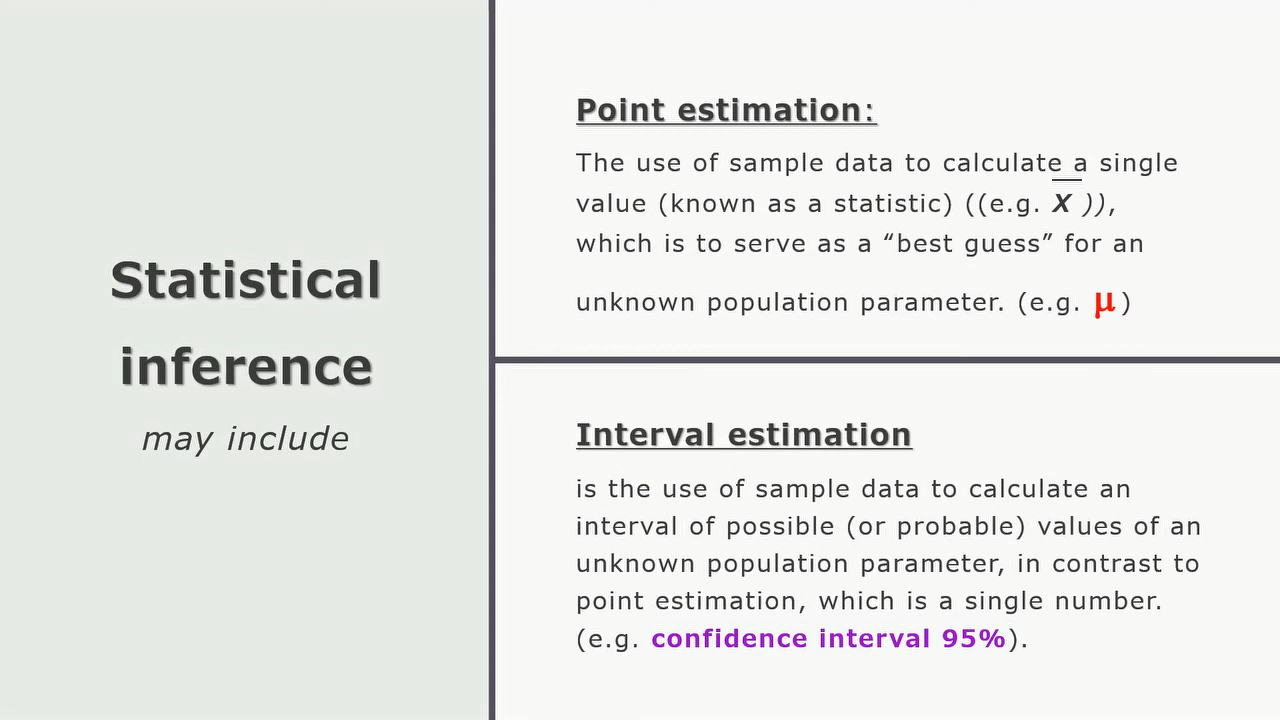 Statistical
inference
may include
Point estimation:
The use of sample data to calculate a single
value (known as a statistic) ((e.g. X̅ )),
which is to serve as a “best guess” for an
unknown population parameter. (e.g. μ)
Interval estimation
is the use of sample data to calculate an
interval of possible (or probable) values of an
unknown population parameter, in contrast to
point estimation, which is a single number.
(e.g. confidence interval 95%).